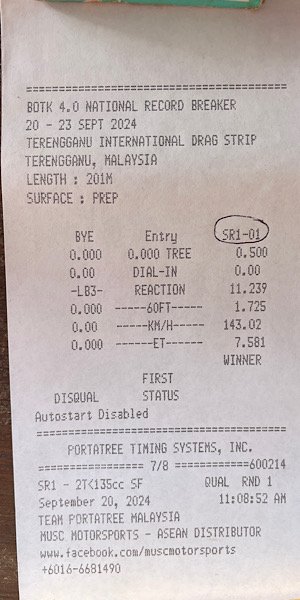 ==================================
BOTK 4.0 NATIONAL RECORD BREAKER
20 - 23 SEPT 2024
TERENGGANU INTERNATIONAL DRAG STRIP
TERENGGANU, MALAYSIA
LENGTH : 201M
SURFACE : PREP
BYE Entry SR1-01
0.000 0.000 TREE 0.500
0.00 DIAL-IN 0.00
-LB3- REACTION 11.239
0.000 ------60FT------ 1.725
0.00 ------KM/H------ 143.02
0.000 ------ET------ 7.581
WINNER
FIRST
DISQUAL STATUS
Autostart Disabled
==================================
PORTATREE TIMING SYSTEMS, INC.
================ 7/8 ===========600214
SR1 - 2T<135cc SF QUAL RND 1
September 20, 2024 11:08:52 AM
TEAM PORTATREE MALAYSIA
MUSC MOTORSPORTS - ASEAN DISTRIBUTOR
www.facebook.com/muscmotorsports
+6016-6681490